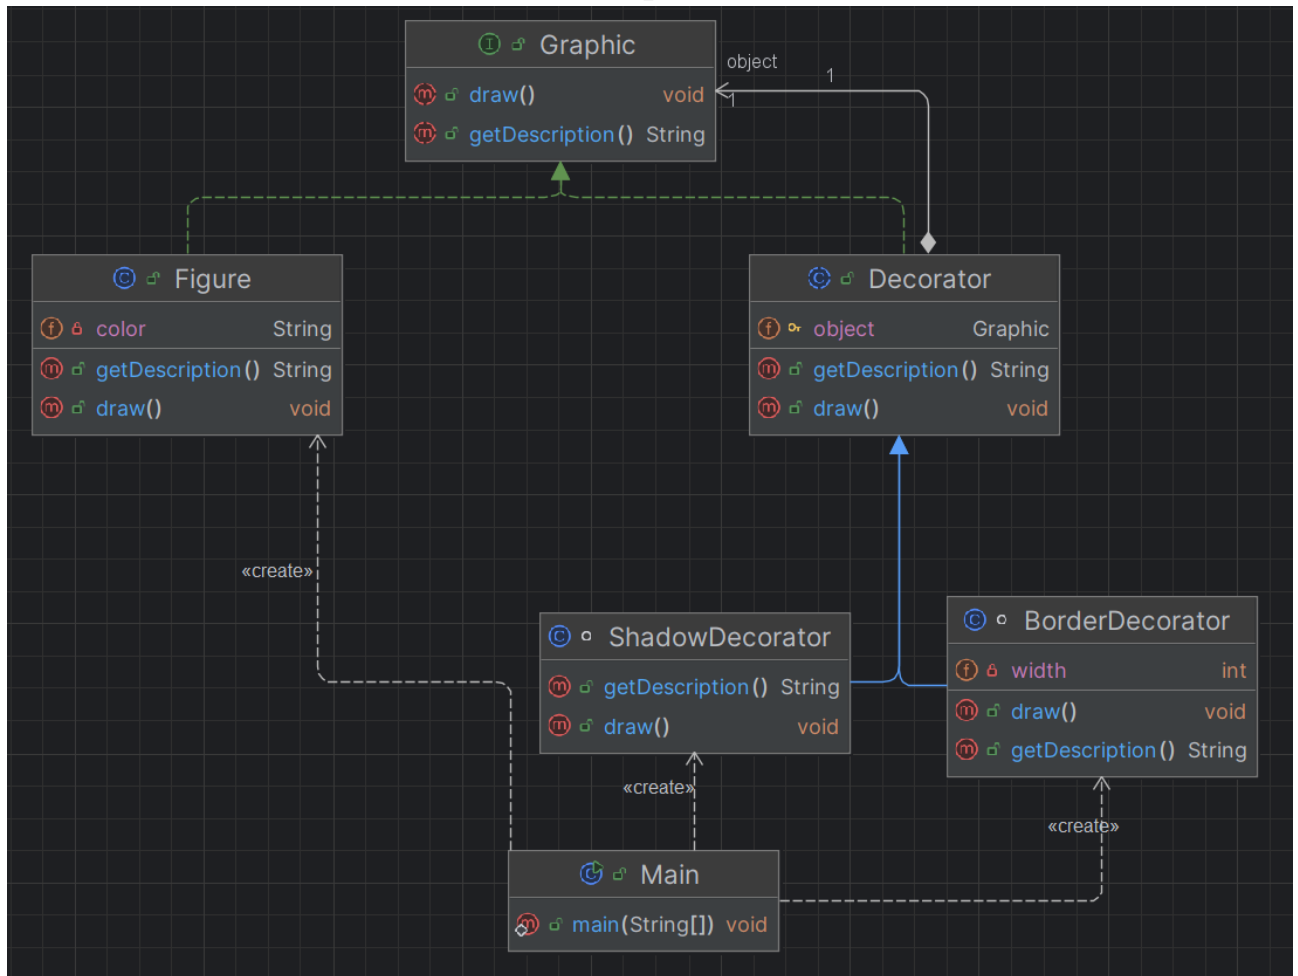 Graphic
draw() void
getDescription() String
object
1
1
Figure
color String
getDescription() String
draw() void
Decorator
object Graphic
getDescription() String
draw() void
«create»
ShadowDecorator
getDescription() String
draw() void
BorderDecorator
width int
draw() void
getDescription() String
«create»
«create»
Main
main(String[]) void